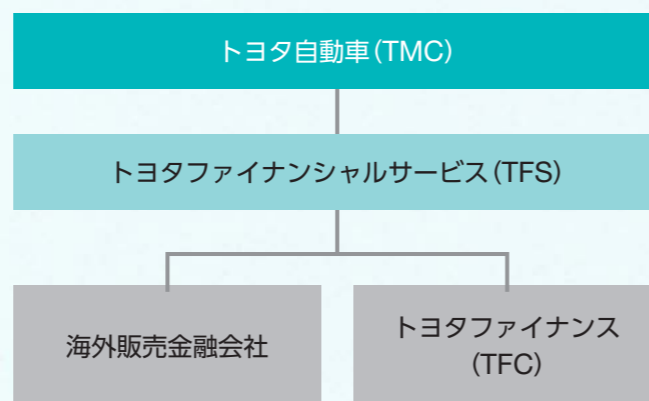 トヨタ自動車(TMC)
トヨタファイナンシャルサービス(TFS)
海外販売金融会社
トヨタファイナンス
(TFC)